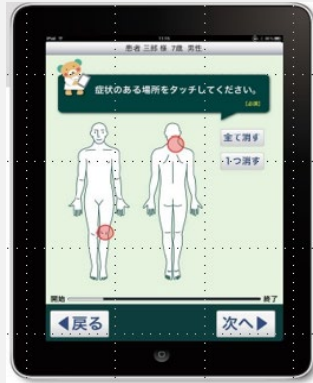 患者 三郎 様 7歳 男性
症状のある場所をタッチしてください。
[必須]
全て消す
1つ消す
開始
終了
◀戻る
次へ▶